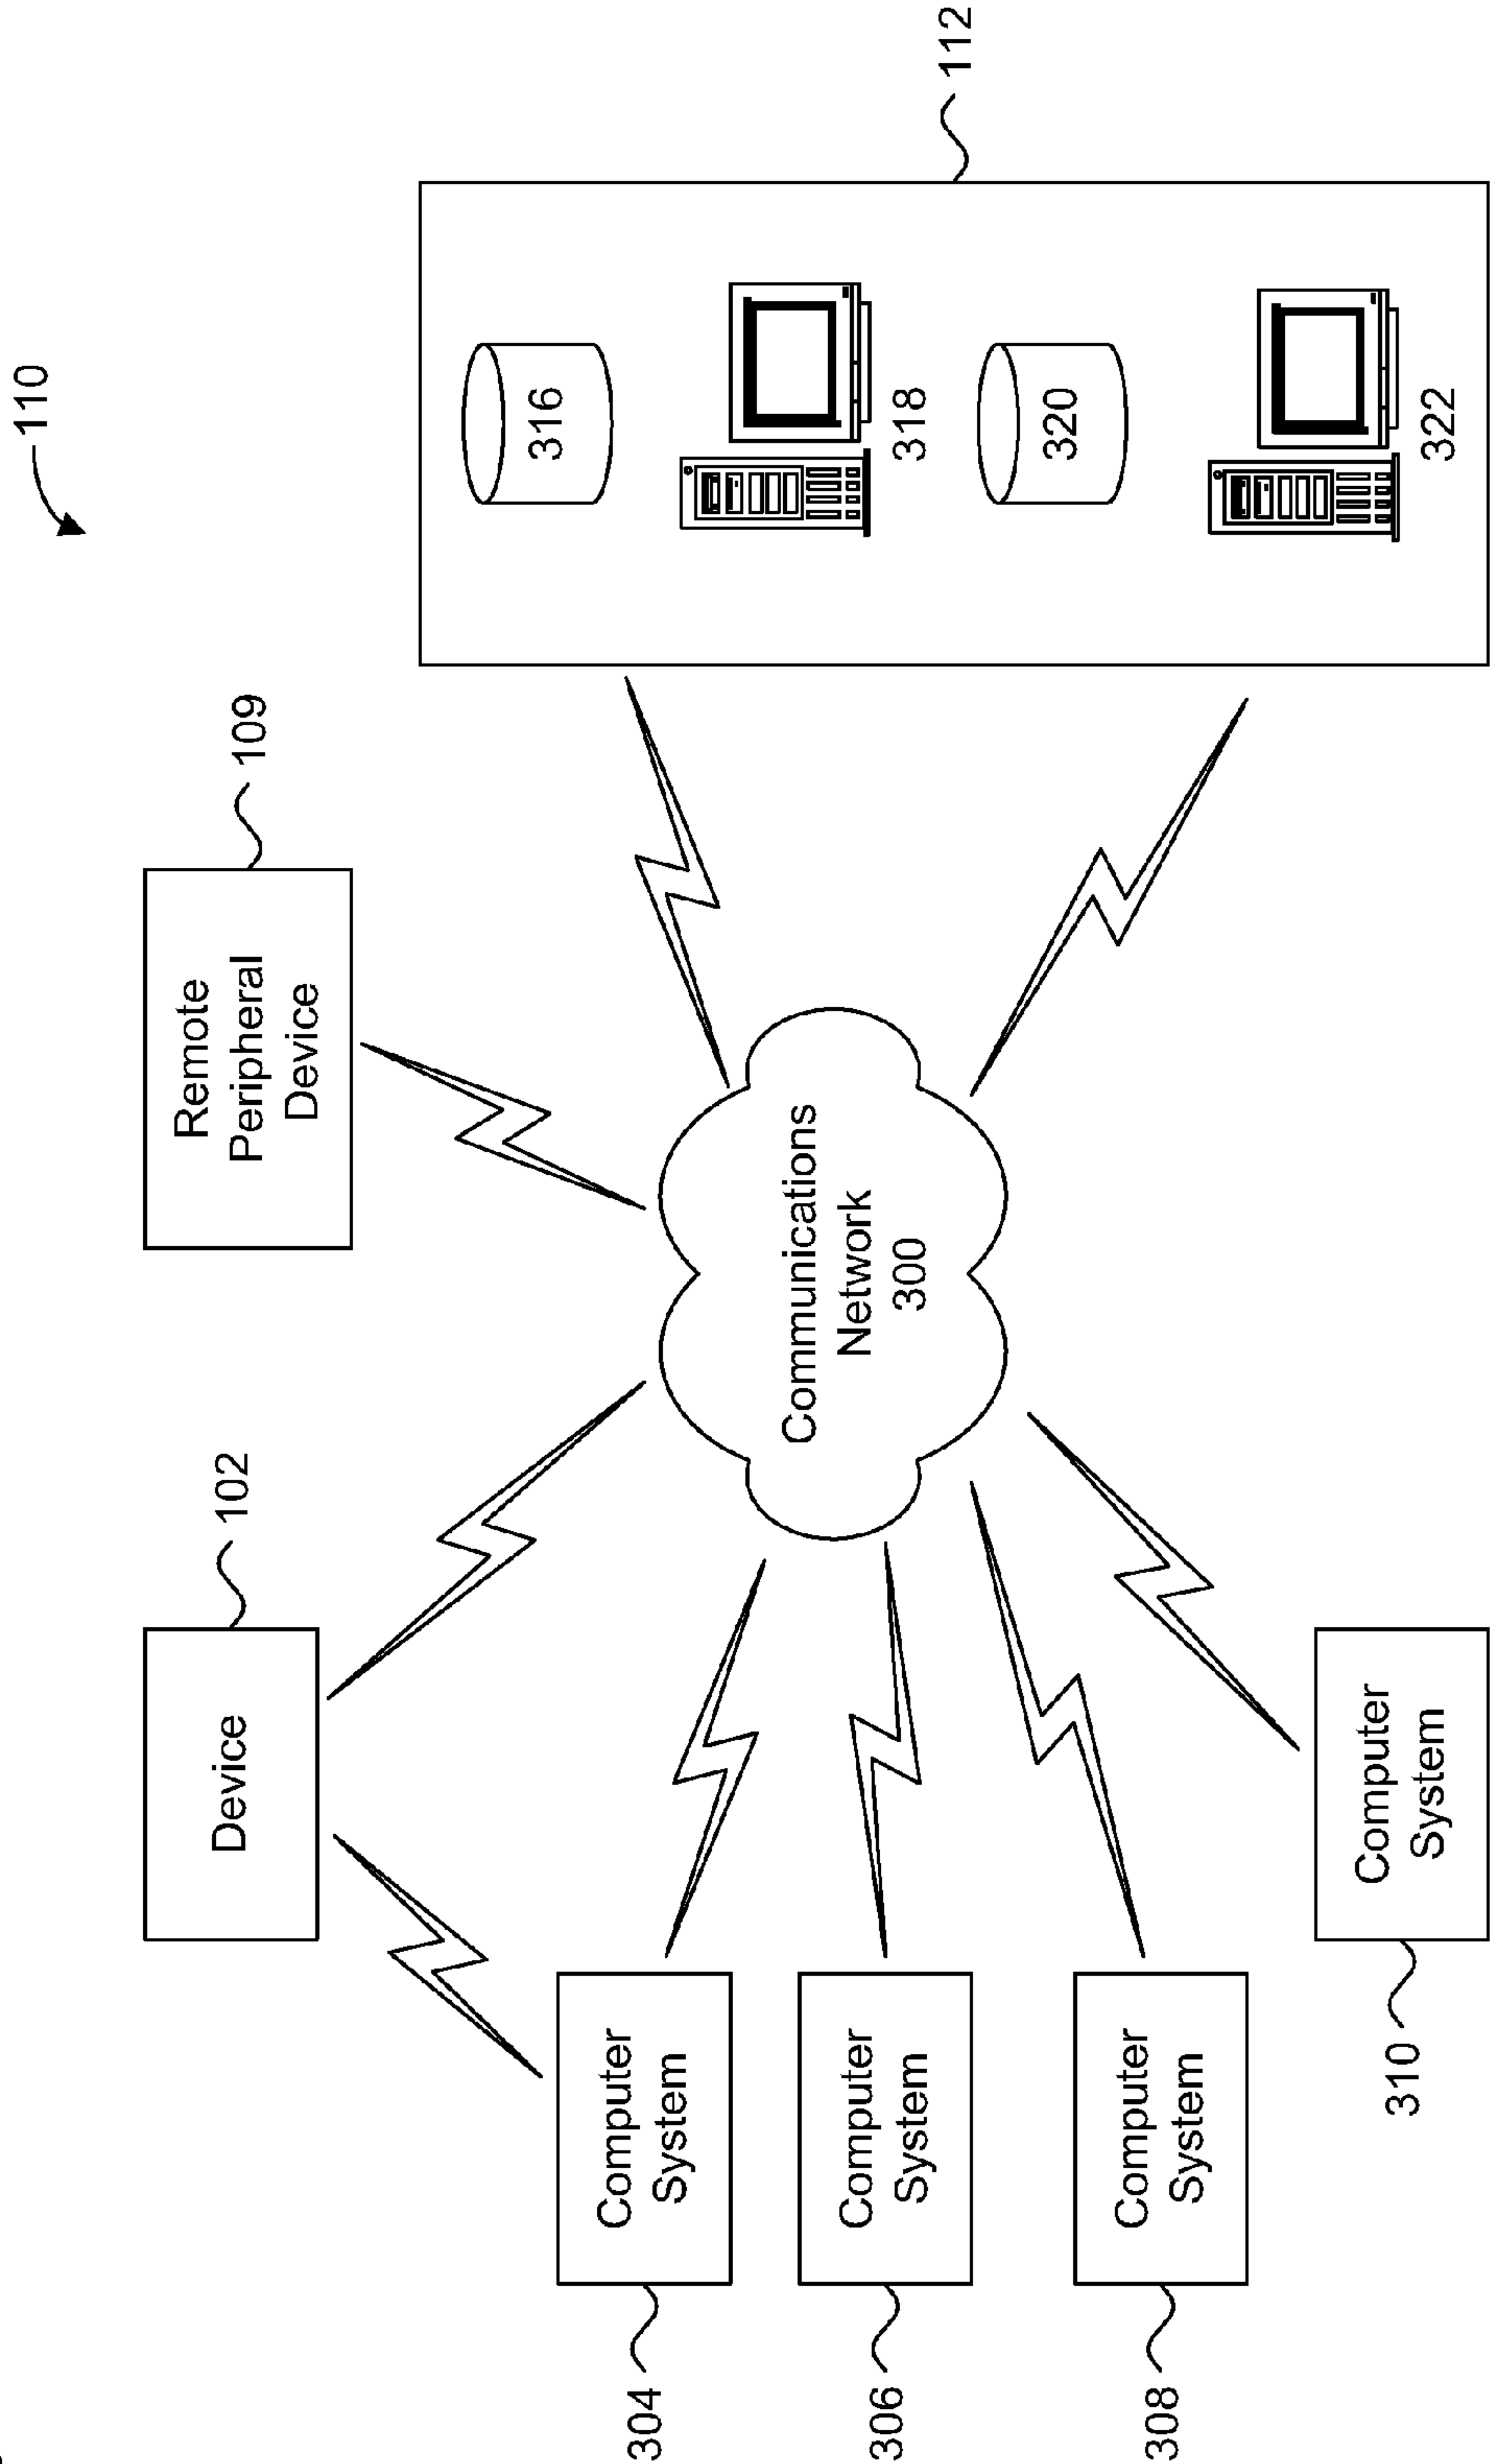 110
Device
102
Remote
Peripheral
Device
109
Computer
System
304
Computer
System
306
Computer
System
308
Computer
System
310
Communications
Network
300
316
318
320
322
112